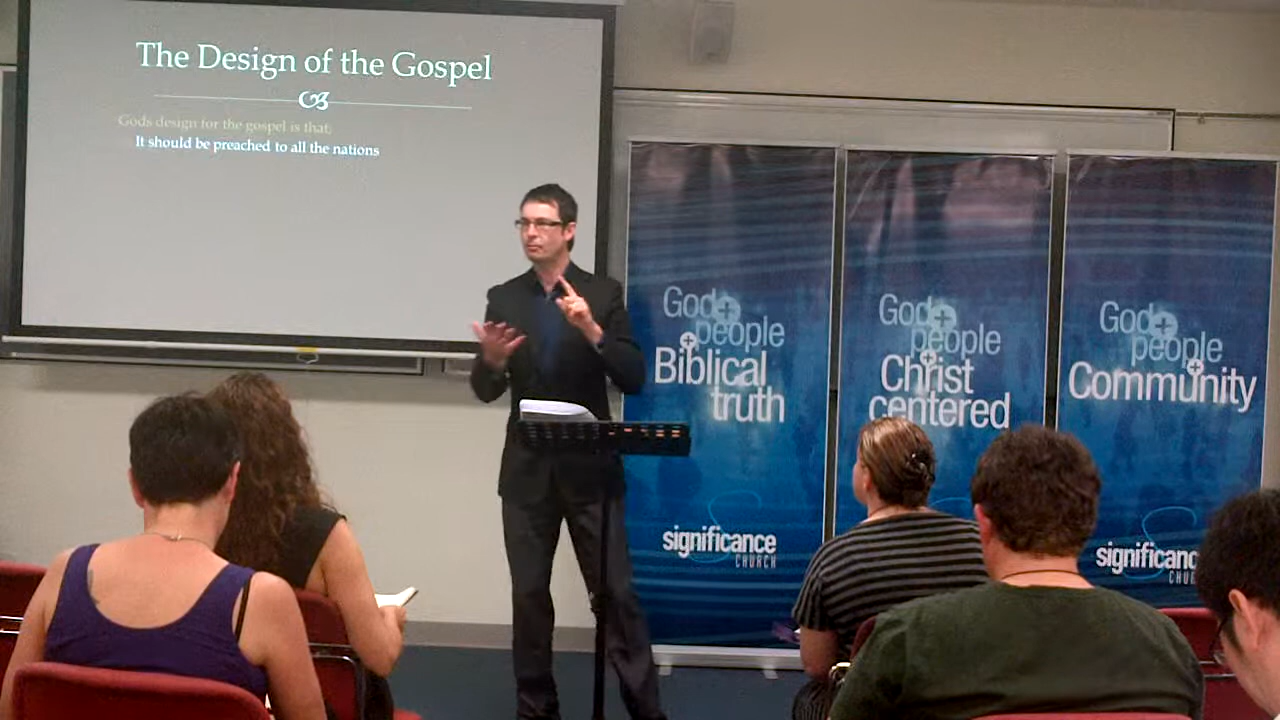 The Design of the Gospel
Gods design for the gospel is that;
It should be preached to all the nations
God+
people
+
Biblical
truth
significance
CHURCH
God+
people
+
Christ
centered
God+
people
+
Community
significanc
CHU